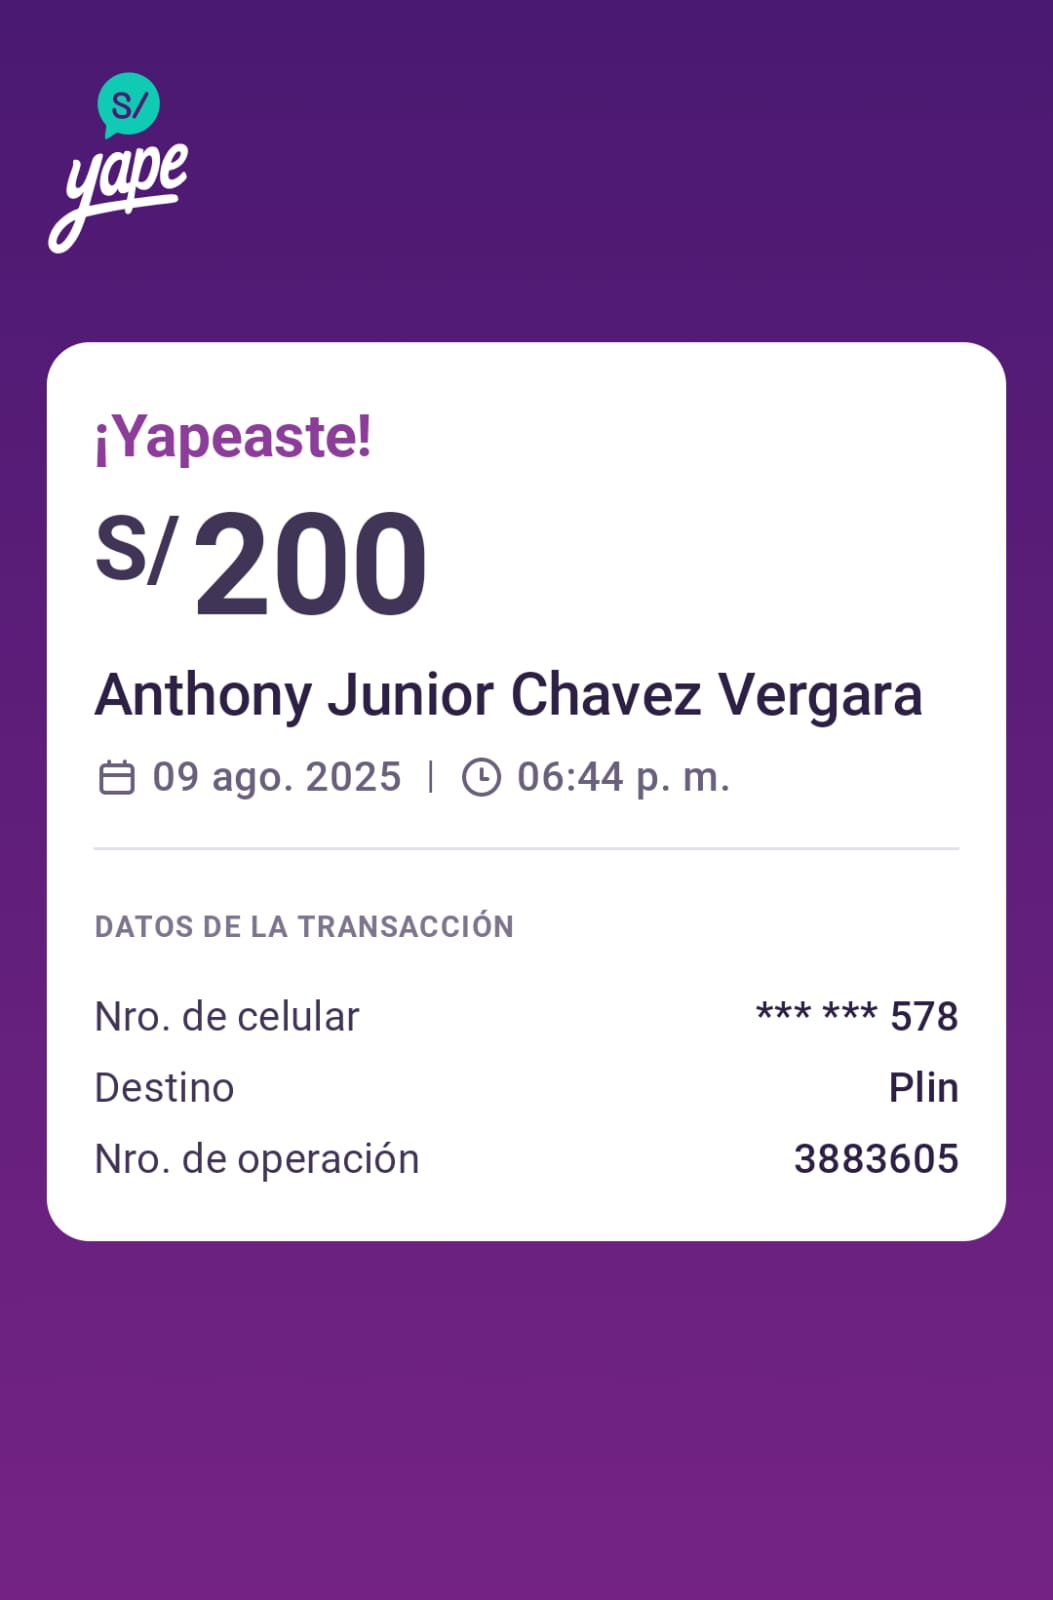 S/
yape
¡Yapeaste!
S/ 200
Anthony Junior Chavez Vergara
09 ago. 2025 | 06:44 p. m.
DATOS DE LA TRANSACCIÓN
Nro. de celular *** *** 578
Destino Plin
Nro. de operación 3883605